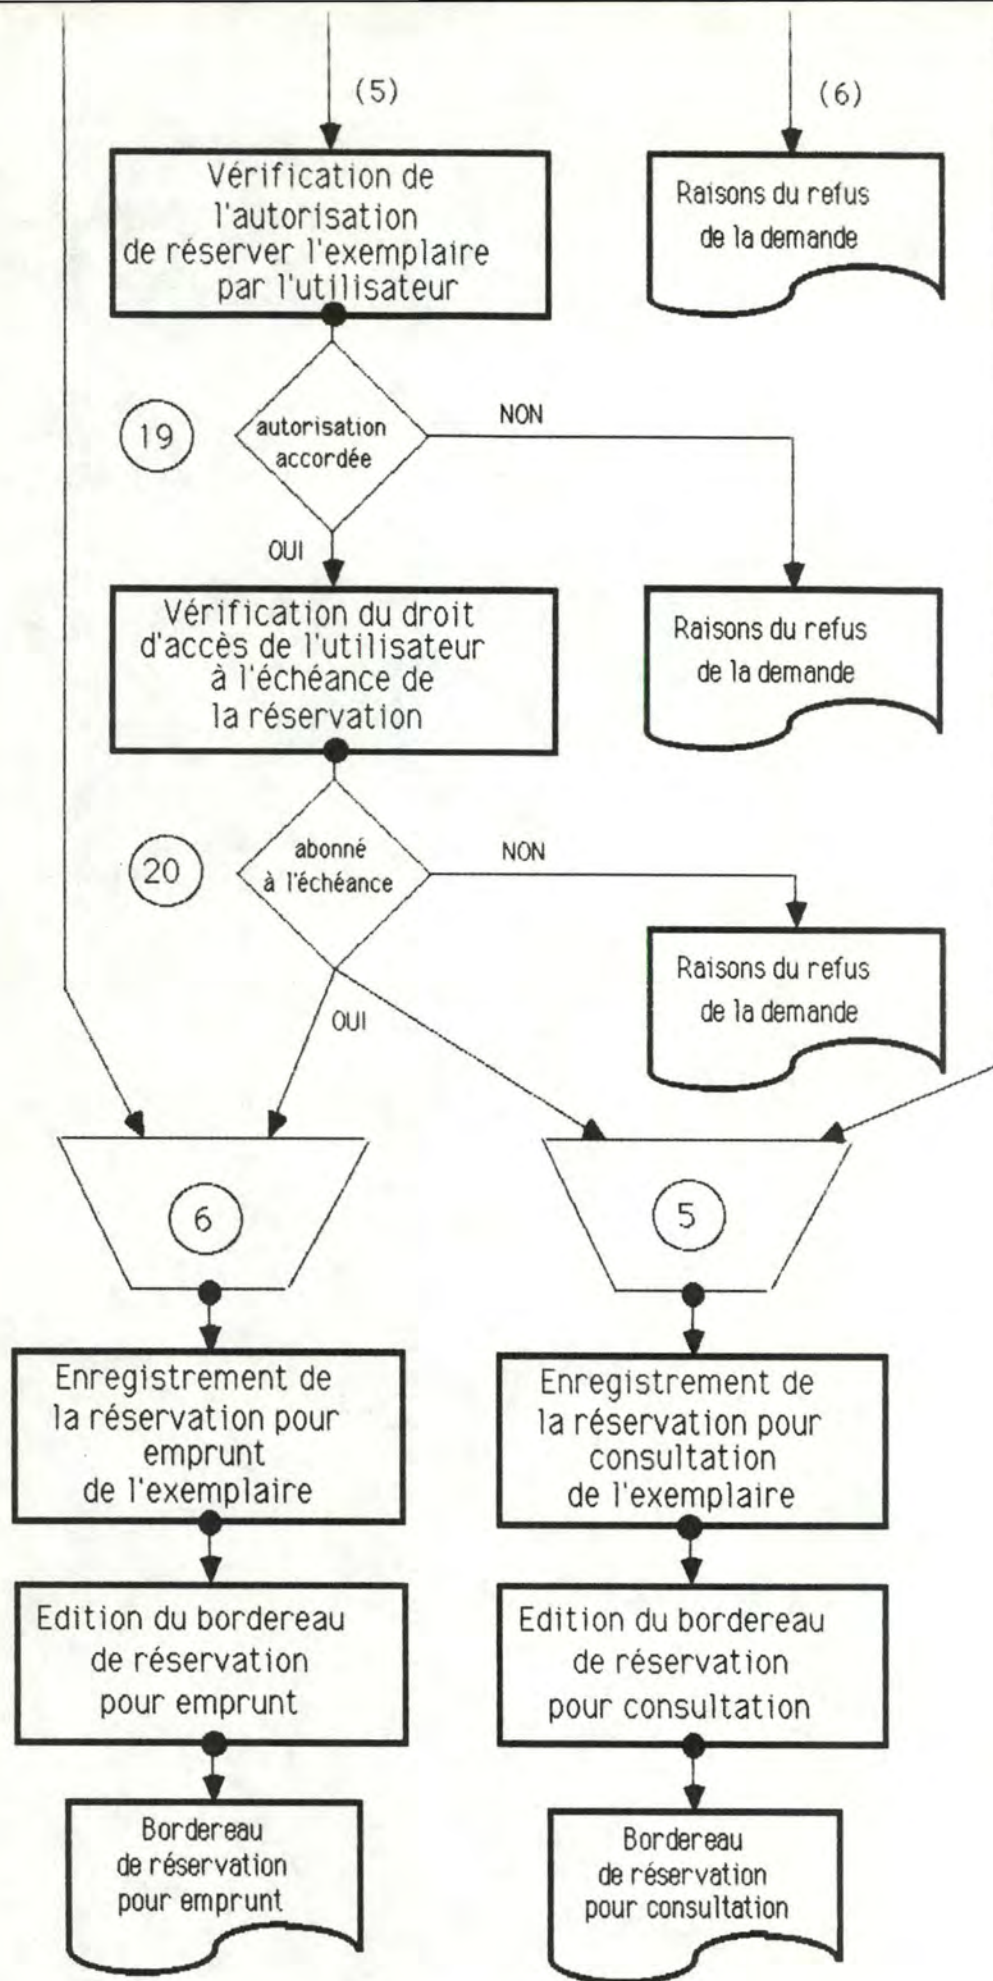 (5)
(6)
Vérification de
l'autorisation
de réserver l'exemplaire
par l'utilisateur
Raisons du refus
de la demande
19
autorisation
accordée
NON
OUI
Vérification du droit
d'accès de l'utilisateur
à l'échéance de
la réservation
Raisons du refus
de la demande
20
abonné
à l'échéance
NON
Raisons du refus
de la demande
OUI
6
5
Enregistrement de
la réservation pour
emprunt
de l'exemplaire
Enregistrement de
la réservation pour
consultation
de l'exemplaire
Edition du bordereau
de réservation
pour emprunt
Edition du bordereau
de réservation
pour consultation
Bordereau
de réservation
pour emprunt
Bordereau
de réservation
pour consultation